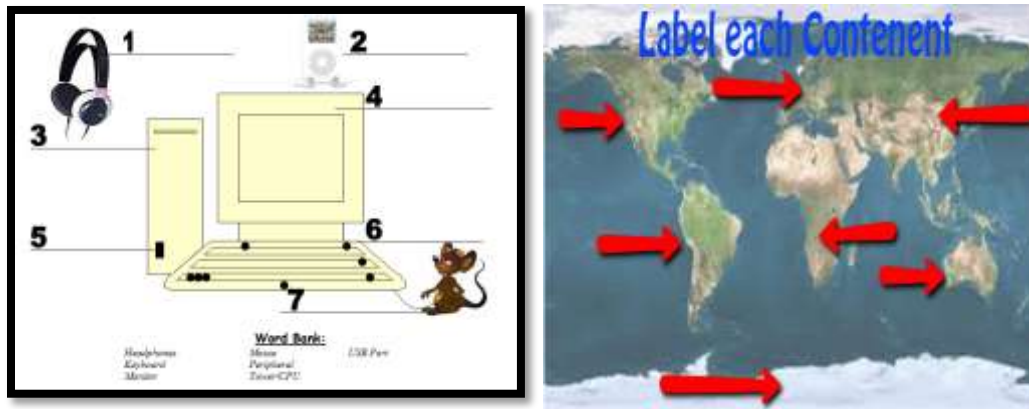 1
2
3
4
5
6
7
Word Bank:
Headphones Mouse USB Port
Keyboard Peripheral
Monitor Tower/CPU
Label each Contenent